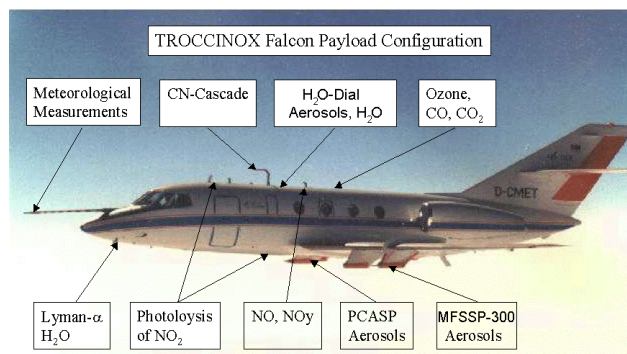 TROCCINOX Falcon Payload Configuration
Meteorological
Measurements
CN-Cascade
H₂O-Dial
Aerosols, H₂O
Ozone,
CO, CO₂
D-CMET
Lyman-α
H₂O
Photoloysis
of NO₂
NO, NOy
PCASP
Aerosols
MFSSP-300
Aerosols